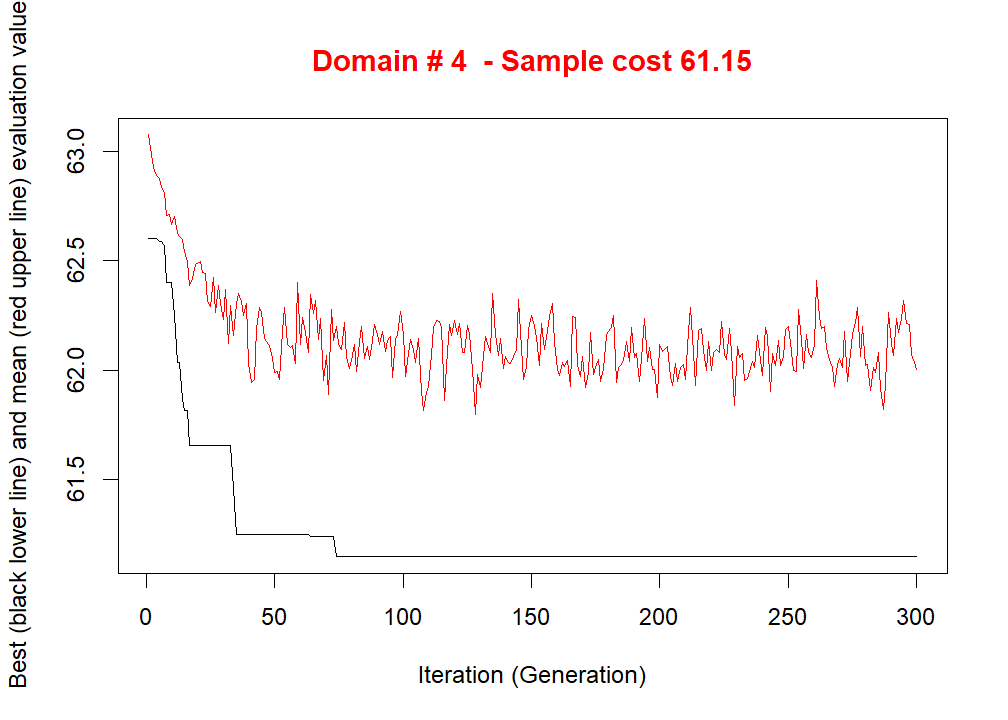 Domain # 4  - Sample cost 61.15
Best (black lower line) and mean (red upper line) evaluation value
63.0
62.5
62.0
61.5
0 50 100 150 200 250 300
Iteration (Generation)